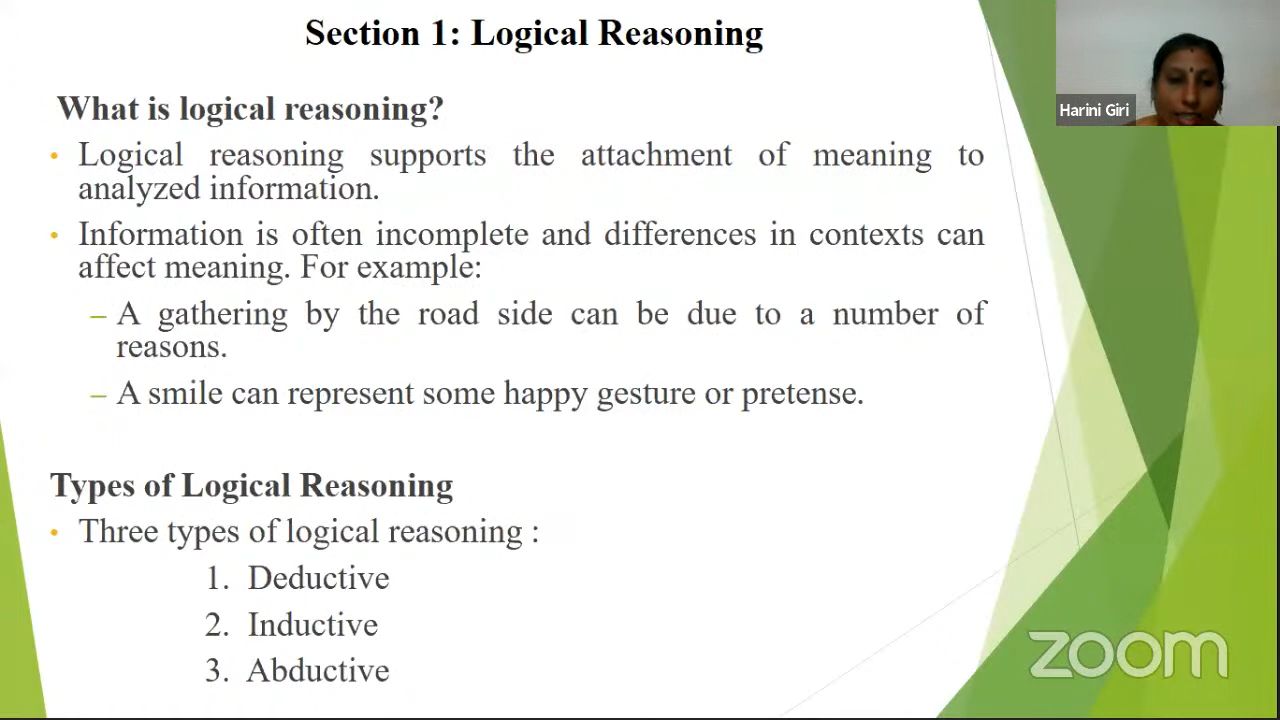 Section 1: Logical Reasoning
Harini Giri
What is logical reasoning?
• Logical reasoning supports the attachment of meaning to
analyzed information.
• Information is often incomplete and differences in contexts can
affect meaning. For example:
– A gathering by the road side can be due to a number of
reasons.
– A smile can represent some happy gesture or pretense.
Types of Logical Reasoning
• Three types of logical reasoning :
1. Deductive
2. Inductive
3. Abductive
zoom